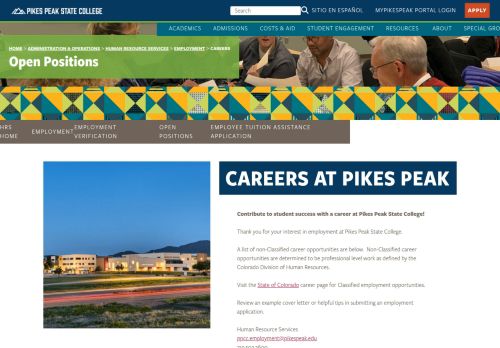 PIKES PEAK STATE COLLEGE
Search
SITIO EN ESPAÑOL
MYPIKESPEAK PORTAL LOGIN
APPLY
ACADEMICS
ADMISSIONS
COSTS & AID
STUDENT ENGAGEMENT
RESOURCES
ABOUT
SPECIAL GRO
HOME > ADMINISTRATION & OPERATIONS > HUMAN RESOURCE SERVICES > EMPLOYMENT > CAREERS
Open Positions
HRS HOME
EMPLOYMENT
EMPLOYMENT VERIFICATION
OPEN POSITIONS
EMPLOYEE TUITION ASSISTANCE APPLICATION
CAREERS AT PIKES PEAK
Contribute to student success with a career at Pikes Peak State College!
Thank you for your interest in employment at Pikes Peak State College.
A list of non-Classified career opportunities are below. Non-Classified career
opportunities are determined to be professional level work as defined by the
Colorado Division of Human Resources.
Visit the State of Colorado career page for Classified employment opportunities.
Review an example cover letter or helpful tips in submitting an employment
application.
Human Resource Services
ppcc.employment@pikespeak.edu